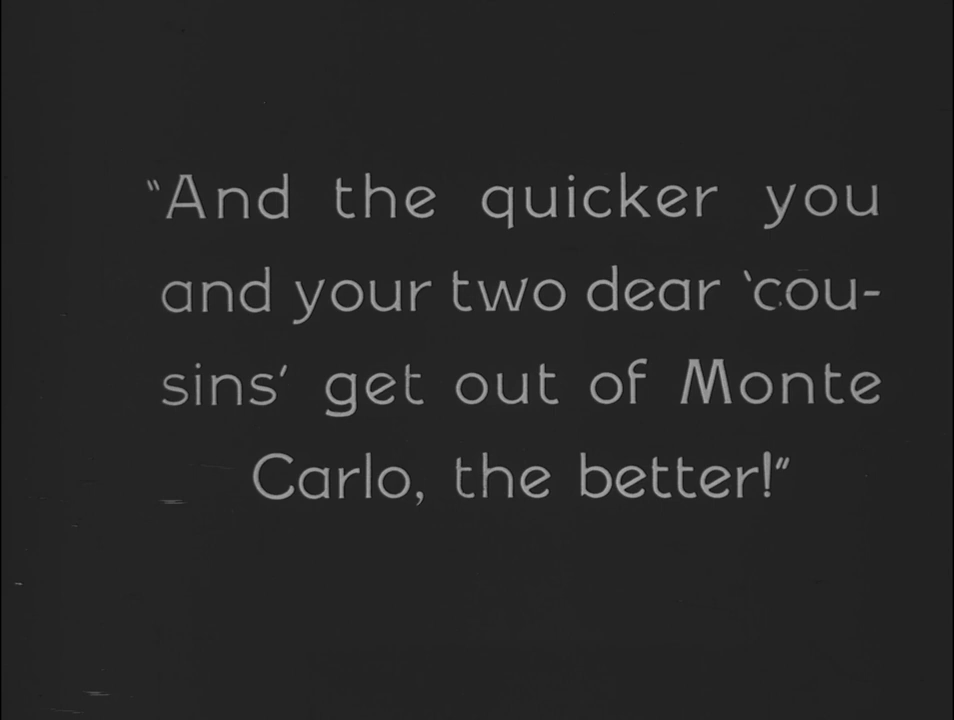 "And the quicker you
and your two dear 'cou-
sins' get out of Monte
Carlo, the better!"